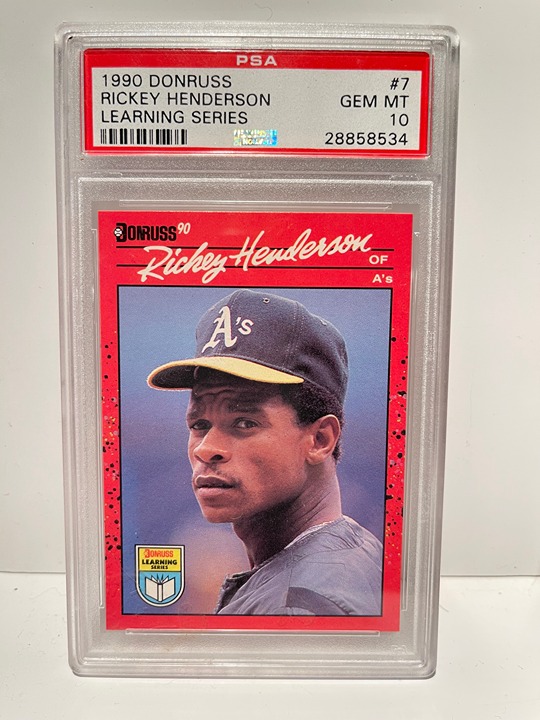 PSA
1990 DONRUSS #7
RICKEY HENDERSON GEM MT
LEARNING SERIES 10
28858534
DONRUSS'90
Rickey Henderson
OF
A's
A's
DONRUSS
LEARNING
SERIES